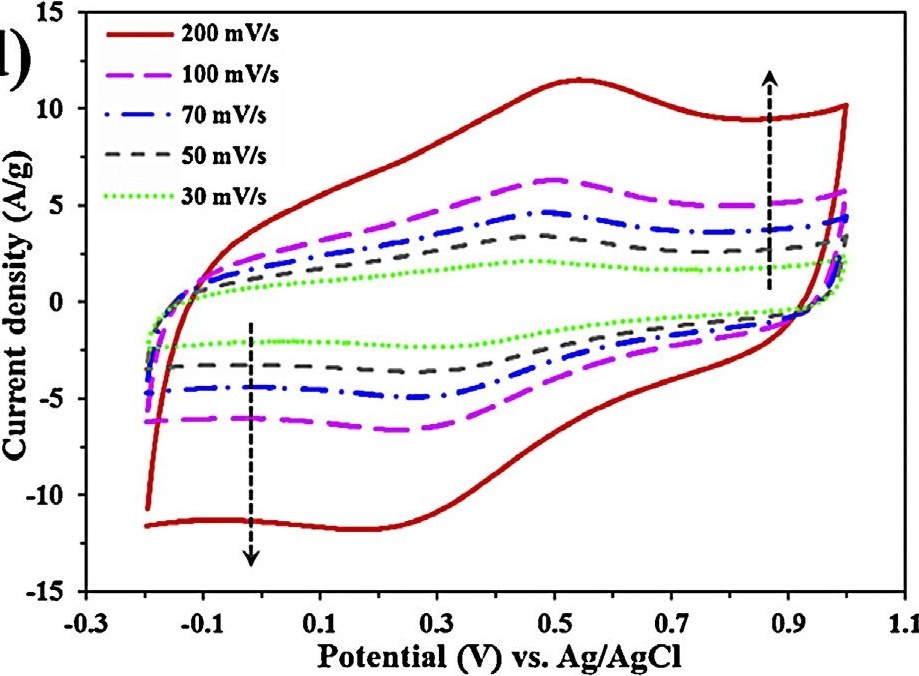 d)
200 mV/s
100 mV/s
70 mV/s
50 mV/s
30 mV/s
Current density (A/g)
15
10
5
0
-5
-10
-15
-0.3 -0.1 0.1 0.3 0.5 0.7 0.9 1.1
Potential (V) vs. Ag/AgCl